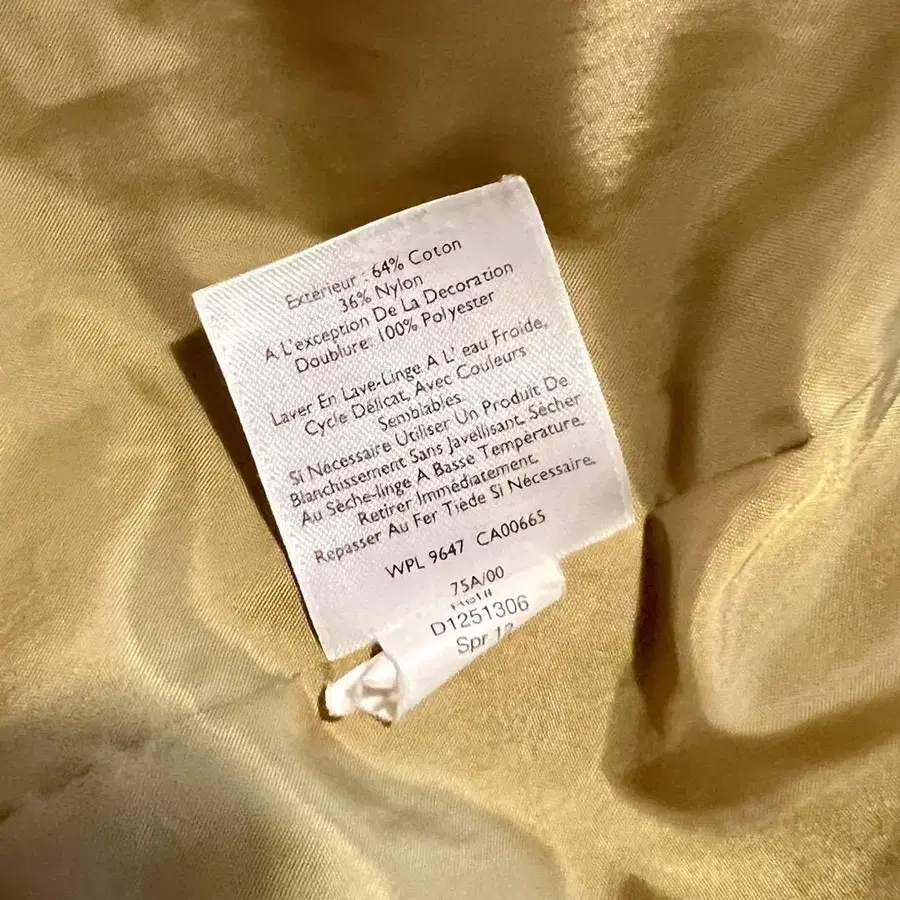 Extérieur : 64% Coton
36% Nylon
A L'exception De La Decoration
Doublure: 100% Polyester
Laver En Lave-Linge A L' eau Froide,
Cycle Délicat, Avec Couleurs
Semblables.
Si Nécessaire Utiliser Un Produit De
Blanchissement Sans Javellisant. Sécher
Au Sèche-linge A Basse Température.
Retirer Immédiatement.
Repasser Au Fer Tiède Si Nécessaire.
WPL 9647 CA00665
75A/00
D1251306
Spr